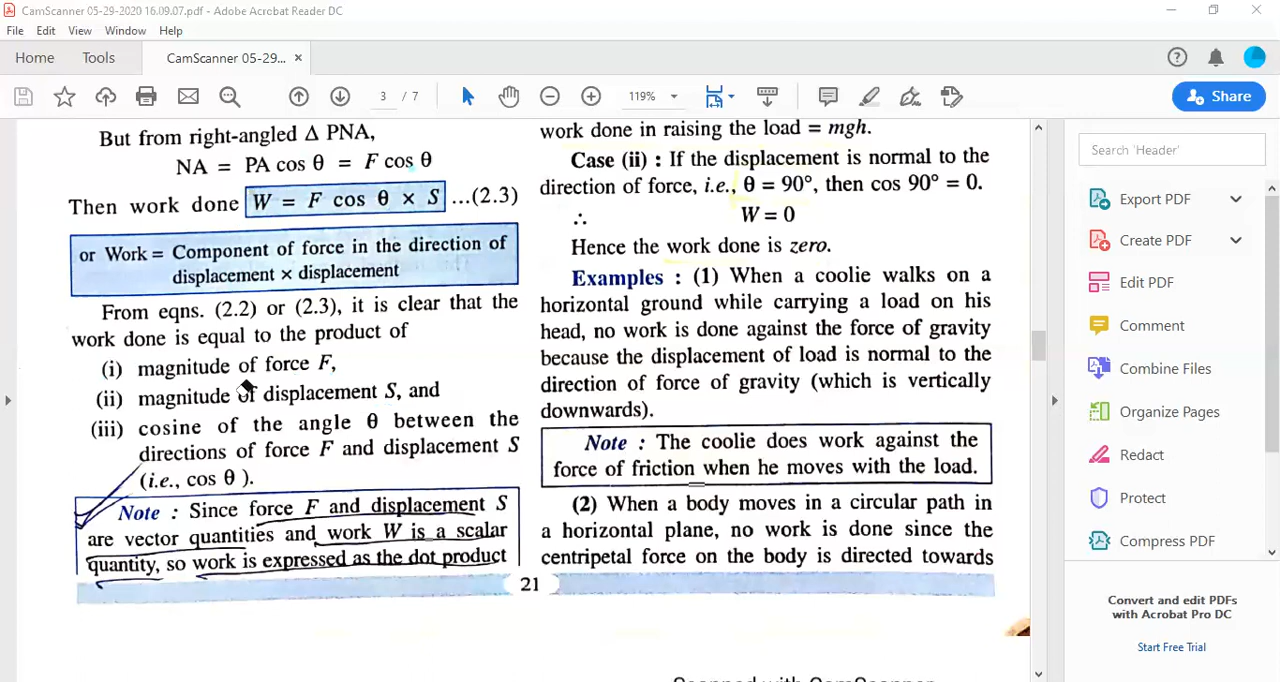 CamScanner 05-29-2020 16.09.07.pdf - Adobe Acrobat Reader DC
File Edit View Window Help
Home Tools CamScanner 05-29... ×
3 / 7 119% Share
But from right-angled Δ PNA,
NA = PA cos θ = F cos θ
Then work done W = F cos θ × S ...(2.3)
or Work = Component of force in the direction of
displacement × displacement
From eqns. (2.2) or (2.3), it is clear that the
work done is equal to the product of
(i) magnitude of force F,
(ii) magnitude of displacement S, and
(iii) cosine of the angle θ between the
directions of force F and displacement S
(i.e., cos θ ).
Note : Since force F and displacement S
are vector quantities and work W is a scalar
quantity, so work is expressed as the dot product
work done in raising the load = mgh.
Case (ii) : If the displacement is normal to the
direction of force, i.e., θ = 90°, then cos 90° = 0.
∴ W = 0
Hence the work done is zero.
Examples : (1) When a coolie walks on a
horizontal ground while carrying a load on his
head, no work is done against the force of gravity
because the displacement of load is normal to the
direction of force of gravity (which is vertically
downwards).
Note : The coolie does work against the
force of friction when he moves with the load.
(2) When a body moves in a circular path in
a horizontal plane, no work is done since the
centripetal force on the body is directed towards
21
Search 'Header'
Export PDF
Create PDF
Edit PDF
Comment
Combine Files
Organize Pages
Redact
Protect
Compress PDF
Convert and edit PDFs
with Acrobat Pro DC
Start Free Trial
Scanned with CamScanner